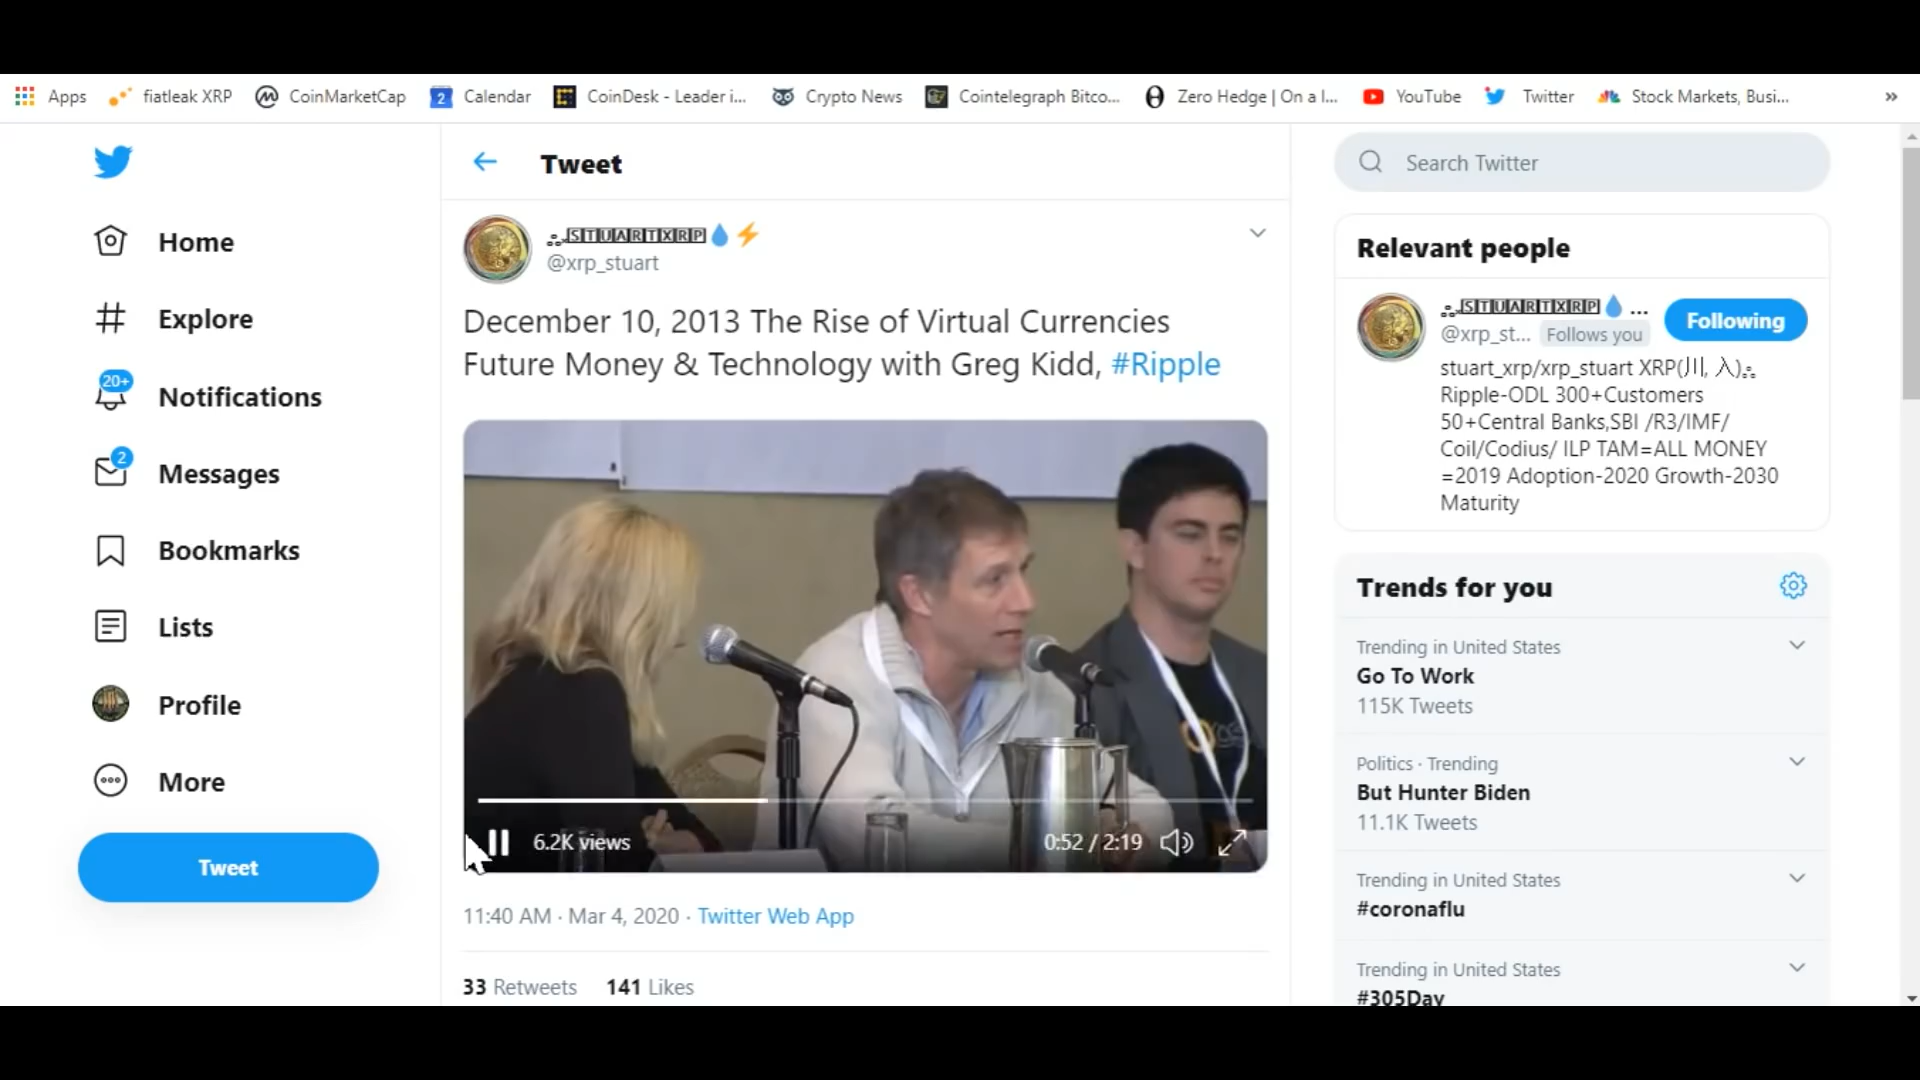 Apps
fiatleak XRP
CoinMarketCap
2
Calendar
CoinDesk - Leader i...
Crypto News
Cointelegraph Bitco...
Zero Hedge | On a l...
YouTube
Twitter
Stock Markets, Busi...
»
Home
Explore
20+
Notifications
2
Messages
Bookmarks
Lists
Profile
More
Tweet
Tweet
🅂🅃🅄🄰🅁🅃🅇🅁🄿💧⚡
@xrp_stuart
December 10, 2013 The Rise of Virtual Currencies
Future Money & Technology with Greg Kidd, #Ripple
6.2K views
0:52 / 2:19
11:40 AM · Mar 4, 2020 · Twitter Web App
33 Retweets 141 Likes
Search Twitter
Relevant people
🅂🅃🅄🄰🅁🅃🅇🅁🄿💧 ...
@xrp_st... Follows you
Following
stuart_xrp/xrp_stuart XRP(川, 入)
Ripple-ODL 300+Customers
50+Central Banks,SBI /R3/IMF/
Coil/Codius/ ILP TAM=ALL MONEY
=2019 Adoption-2020 Growth-2030
Maturity
Trends for you
Trending in United States
Go To Work
115K Tweets
Politics · Trending
But Hunter Biden
11.1K Tweets
Trending in United States
#coronaflu
Trending in United States
#305Day